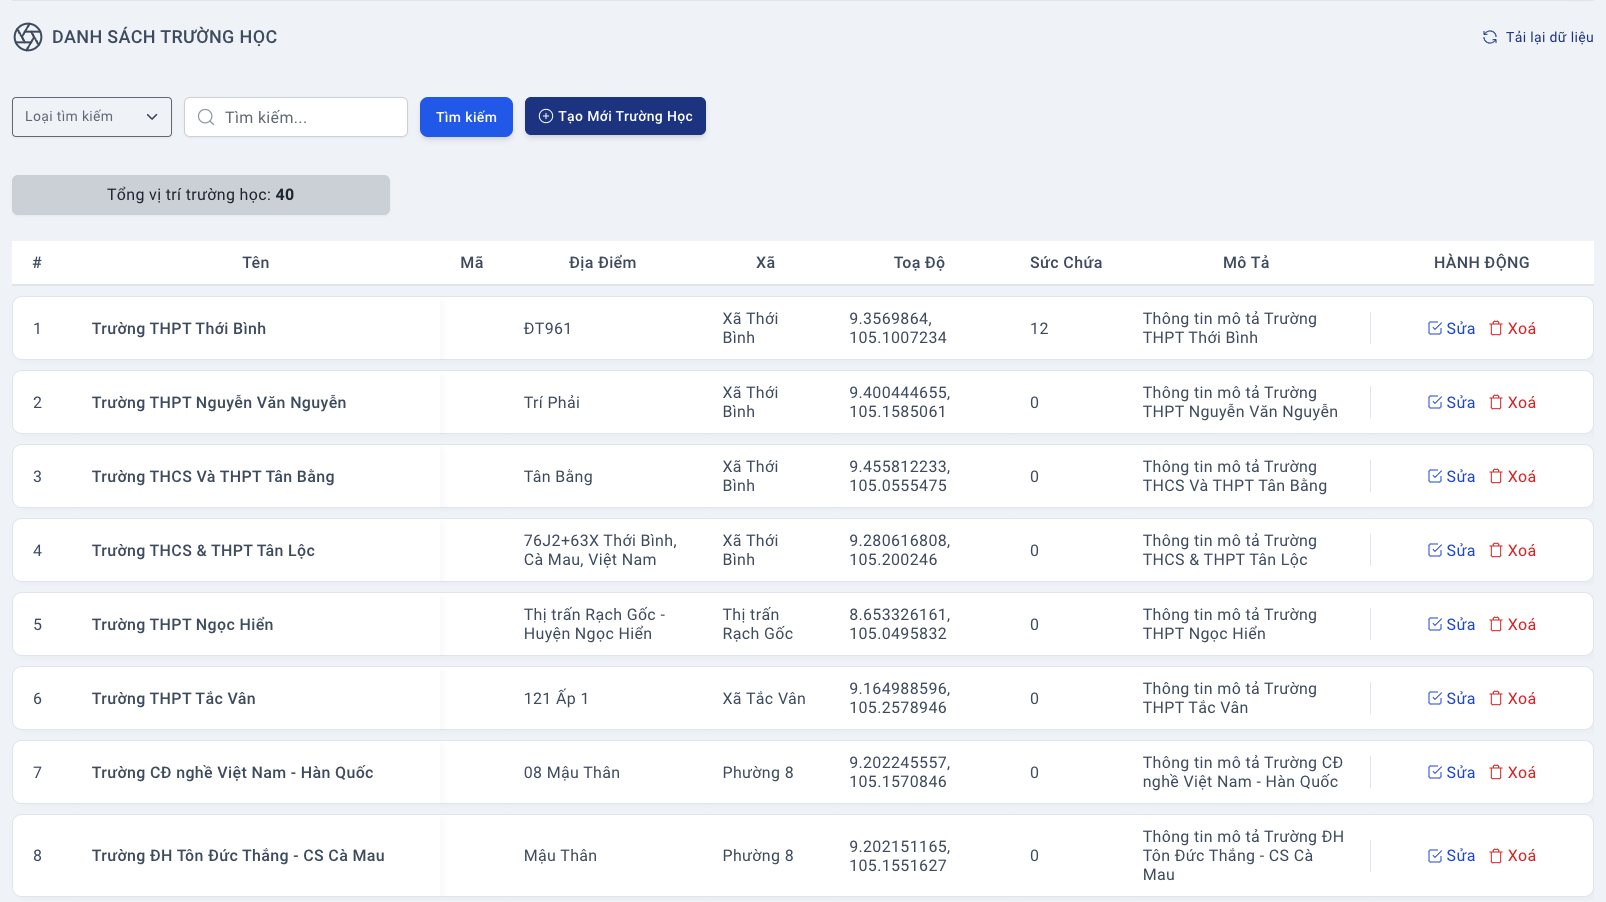 DANH SÁCH TRƯỜNG HỌC
Tải lại dữ liệu
Loại tìm kiếm
Tìm kiếm...
Tìm kiếm
Tạo Mới Trường Học
Tổng vị trí trường học: 40
# Tên Mã Địa Điểm Xã Toạ Độ Sức Chứa Mô Tả HÀNH ĐỘNG
1 Trường THPT Thới Bình ĐT961 Xã Thới Bình 9.3569864, 105.1007234 12 Thông tin mô tả Trường THPT Thới Bình Sửa Xoá
2 Trường THPT Nguyễn Văn Nguyễn Trí Phải Xã Thới Bình 9.400444655, 105.1585061 0 Thông tin mô tả Trường THPT Nguyễn Văn Nguyễn Sửa Xoá
3 Trường THCS Và THPT Tân Bằng Tân Bằng Xã Thới Bình 9.455812233, 105.0555475 0 Thông tin mô tả Trường THCS Và THPT Tân Bằng Sửa Xoá
4 Trường THCS & THPT Tân Lộc 76J2+63X Thới Bình, Cà Mau, Việt Nam Xã Thới Bình 9.280616808, 105.200246 0 Thông tin mô tả Trường THCS & THPT Tân Lộc Sửa Xoá
5 Trường THPT Ngọc Hiển Thị trấn Rạch Gốc - Huyện Ngọc Hiển Thị trấn Rạch Gốc 8.653326161, 105.0495832 0 Thông tin mô tả Trường THPT Ngọc Hiển Sửa Xoá
6 Trường THPT Tắc Vân 121 Ấp 1 Xã Tắc Vân 9.164988596, 105.2578946 0 Thông tin mô tả Trường THPT Tắc Vân Sửa Xoá
7 Trường CĐ nghề Việt Nam - Hàn Quốc 08 Mậu Thân Phường 8 9.202245557, 105.1570846 0 Thông tin mô tả Trường CĐ nghề Việt Nam - Hàn Quốc Sửa Xoá
8 Trường ĐH Tôn Đức Thắng - CS Cà Mau Mậu Thân Phường 8 9.202151165, 105.1551627 0 Thông tin mô tả Trường ĐH Tôn Đức Thắng - CS Cà Mau Sửa Xoá